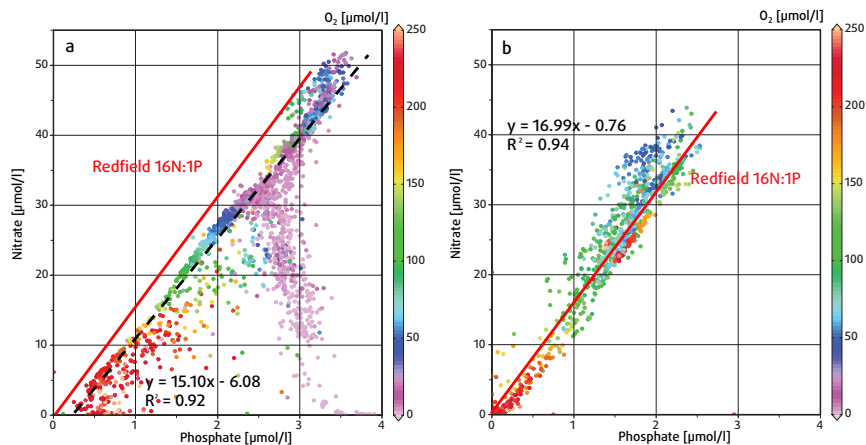 O₂ [µmol/l]
a
50
40
30
20
10
0
Nitrate [µmol/l]
Redfield 16N:1P
y = 15.10x - 6.08
R² = 0.92
0
1
2
3
4
Phosphate [µmol/l]
250
200
150
100
50
0
O₂ [µmol/l]
b
50
40
30
20
10
0
Nitrate [µmol/l]
y = 16.99x - 0.76
R² = 0.94
Redfield 16N:1P
0
1
2
3
4
Phosphate [µmol/l]
250
200
150
100
50
0